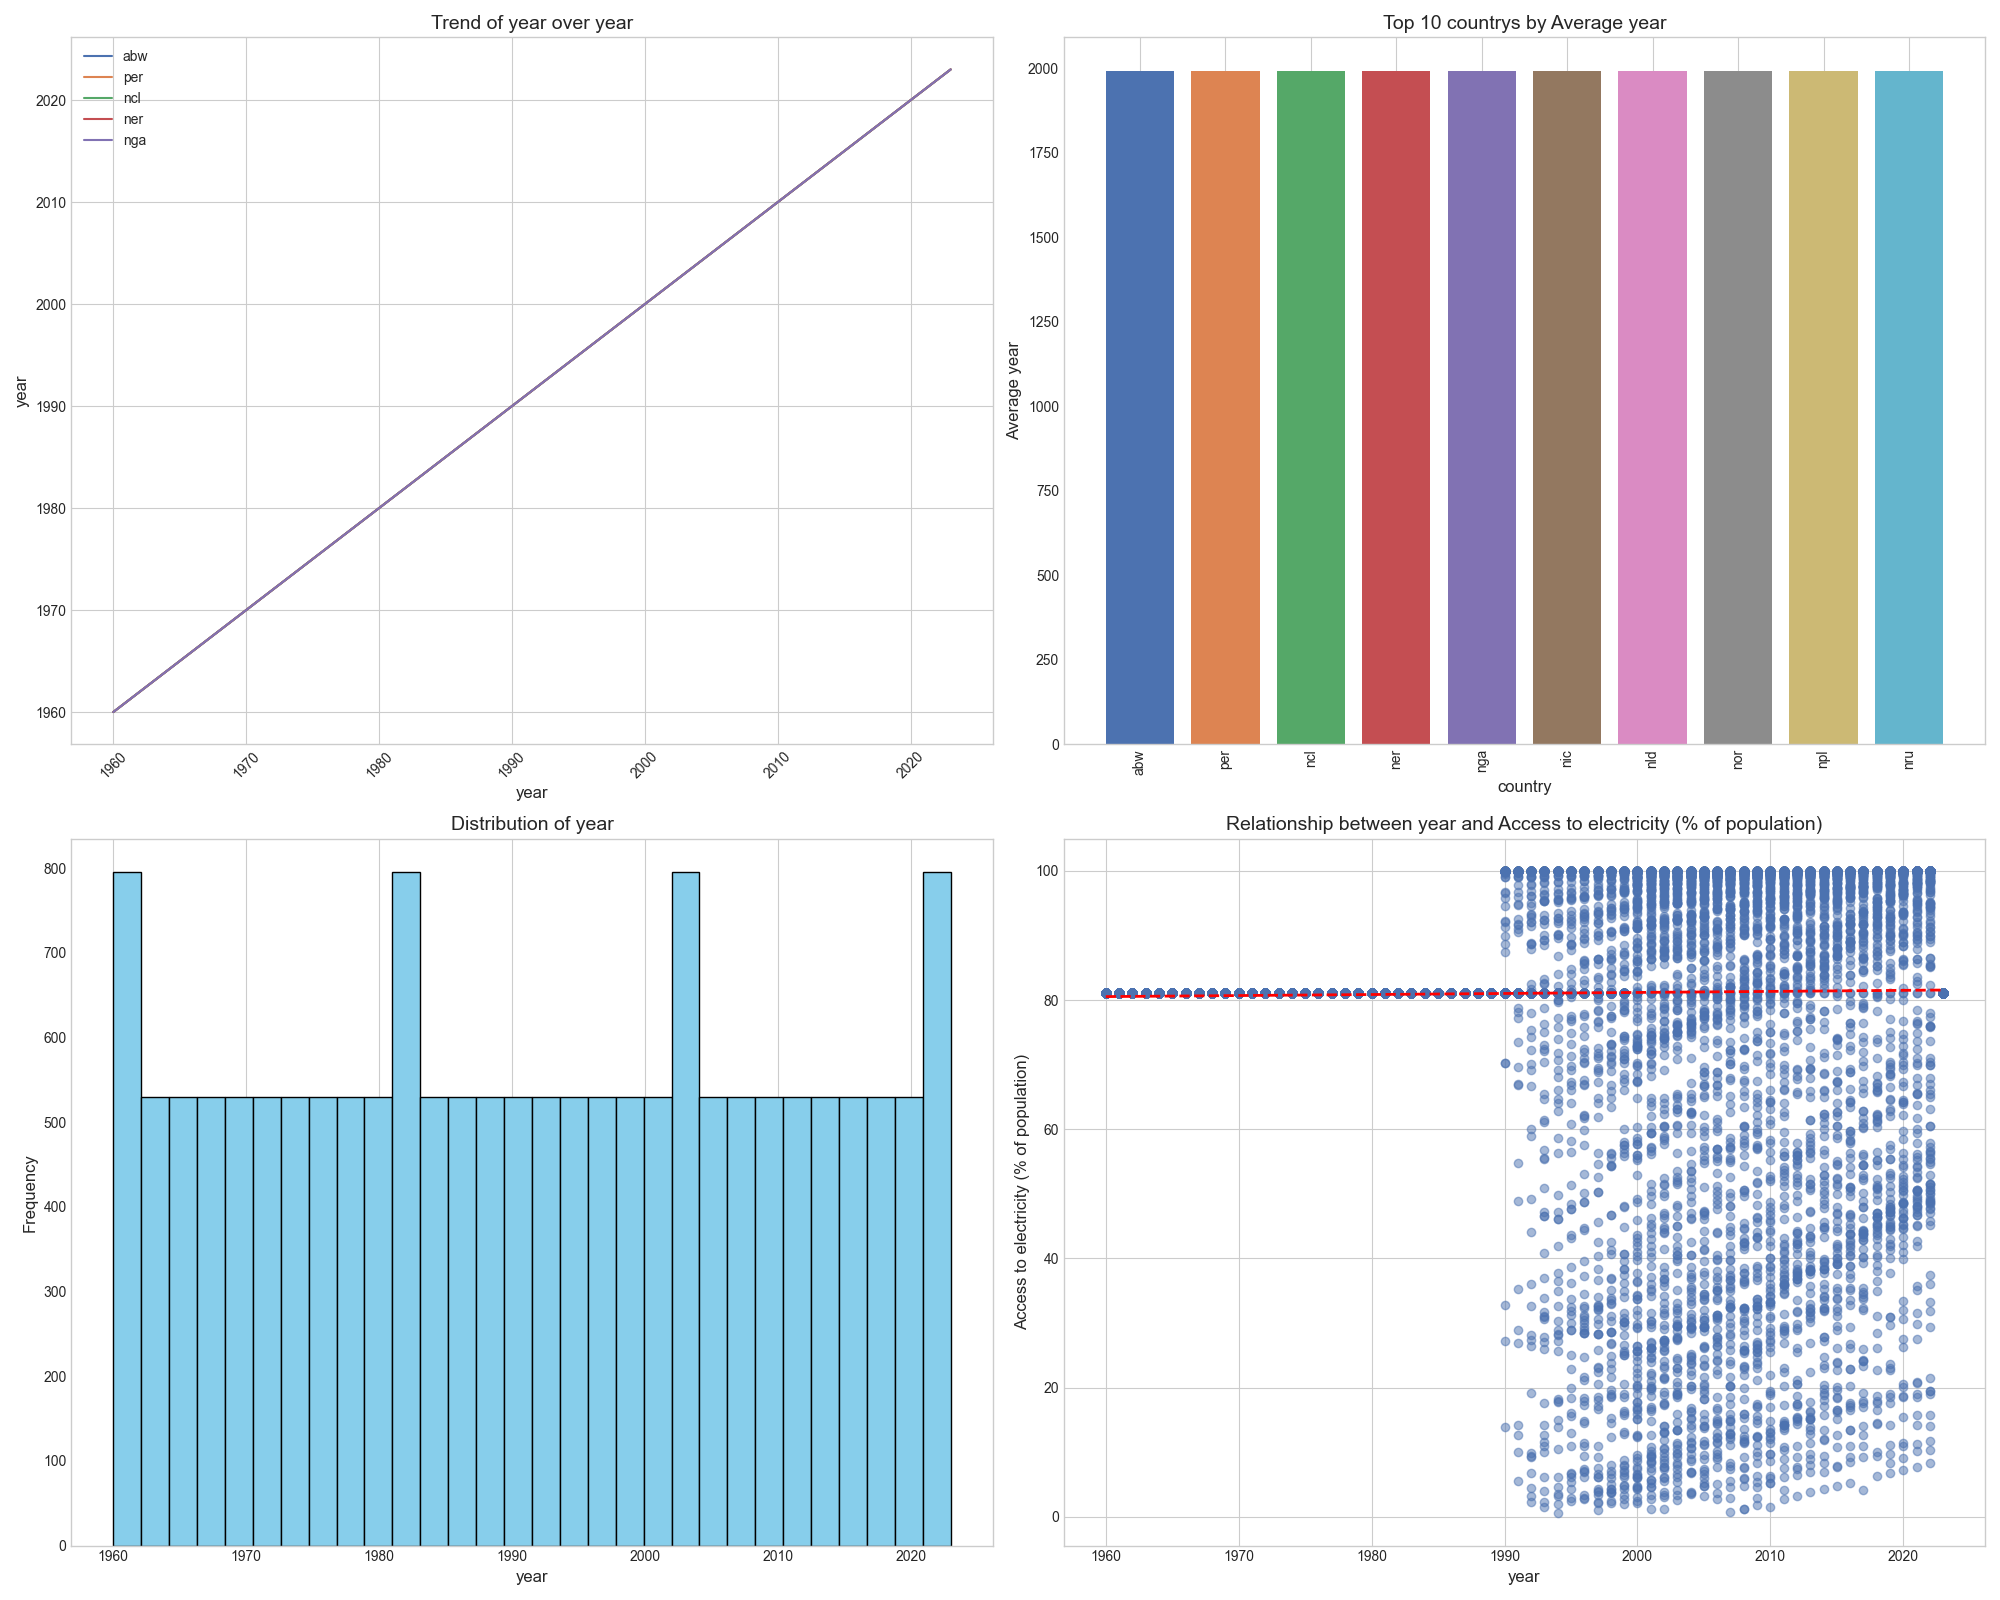 Trend of year over year
abw
per
ncl
ner
nga
2020
2010
2000
1990
1980
1970
1960
year
1960
1970
1980
1990
2000
2010
2020
year
Top 10 countrys by Average year
2000
1750
1500
1250
1000
750
500
250
0
Average year
abw
per
ncl
ner
nga
nic
nld
nor
npl
nru
country
Distribution of year
800
700
600
500
400
300
200
100
0
Frequency
1960
1970
1980
1990
2000
2010
2020
year
Relationship between year and Access to electricity (% of population)
100
80
60
40
20
0
Access to electricity (% of population)
1960
1970
1980
1990
2000
2010
2020
year